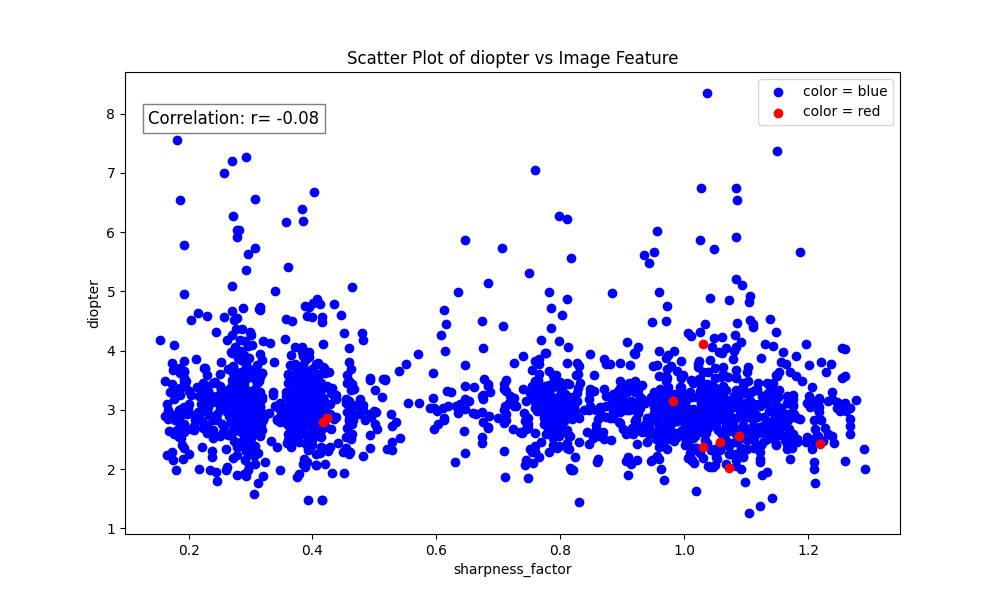 Scatter Plot of diopter vs Image Feature
Correlation: r= -0.08
color = blue
color = red
8
7
6
5
4
3
2
1
diopter
0.2 0.4 0.6 0.8 1.0 1.2
sharpness_factor